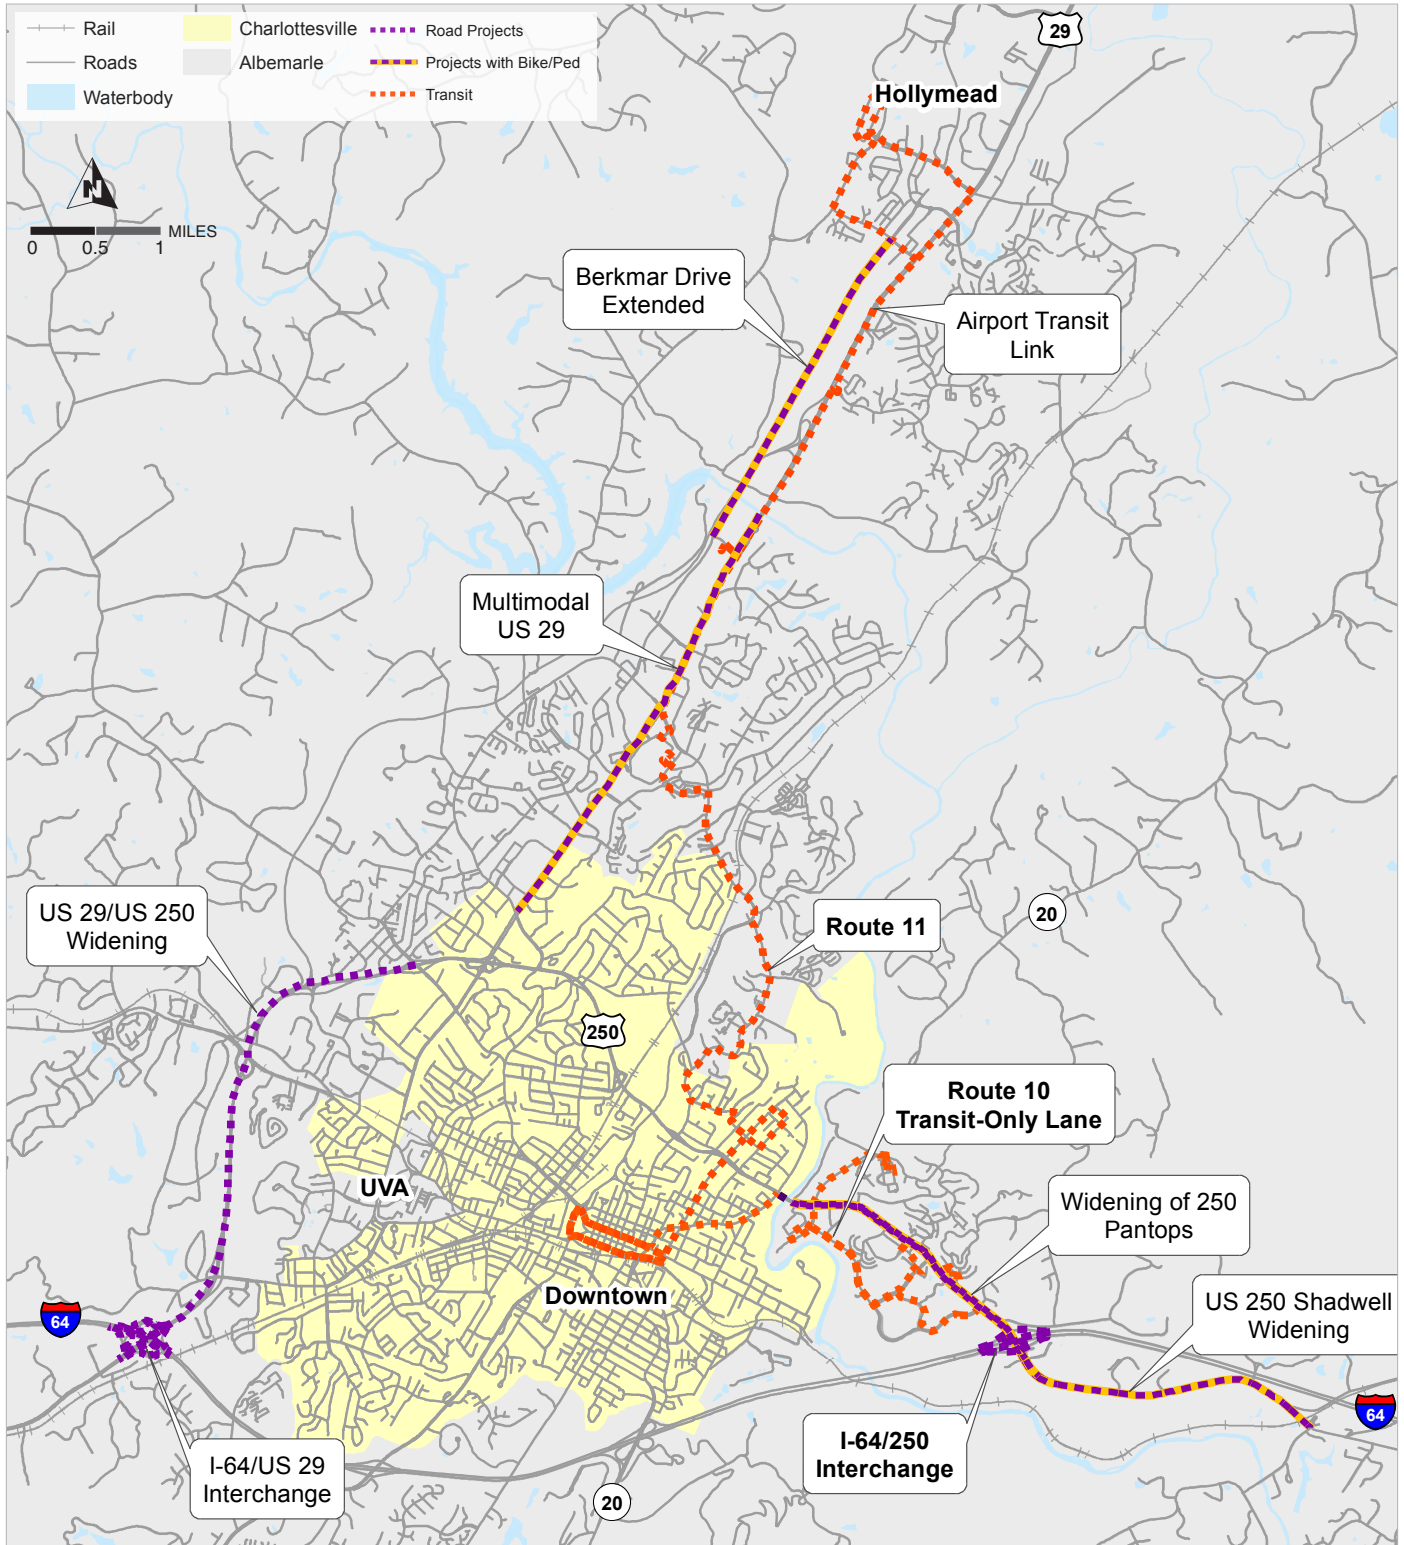 Rail
Roads
Waterbody
Charlottesville
Albemarle
Road Projects
Projects with Bike/Ped
Transit
N
0 0.5 1 MILES
29
Hollymead
Berkmar Drive
Extended
Airport Transit
Link
Multimodal
US 29
US 29/US 250
Widening
Route 11
20
250
Route 10
Transit-Only Lane
UVA
Widening of 250
Pantops
Downtown
US 250 Shadwell
Widening
64
64
I-64/250
Interchange
I-64/US 29
Interchange
20